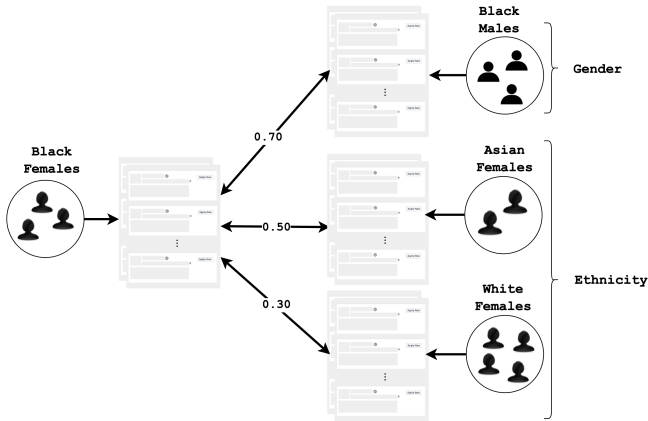 Black
Males
Gender
0.70
Black
Females
Asian
Females
0.50
Ethnicity
0.30
White
Females